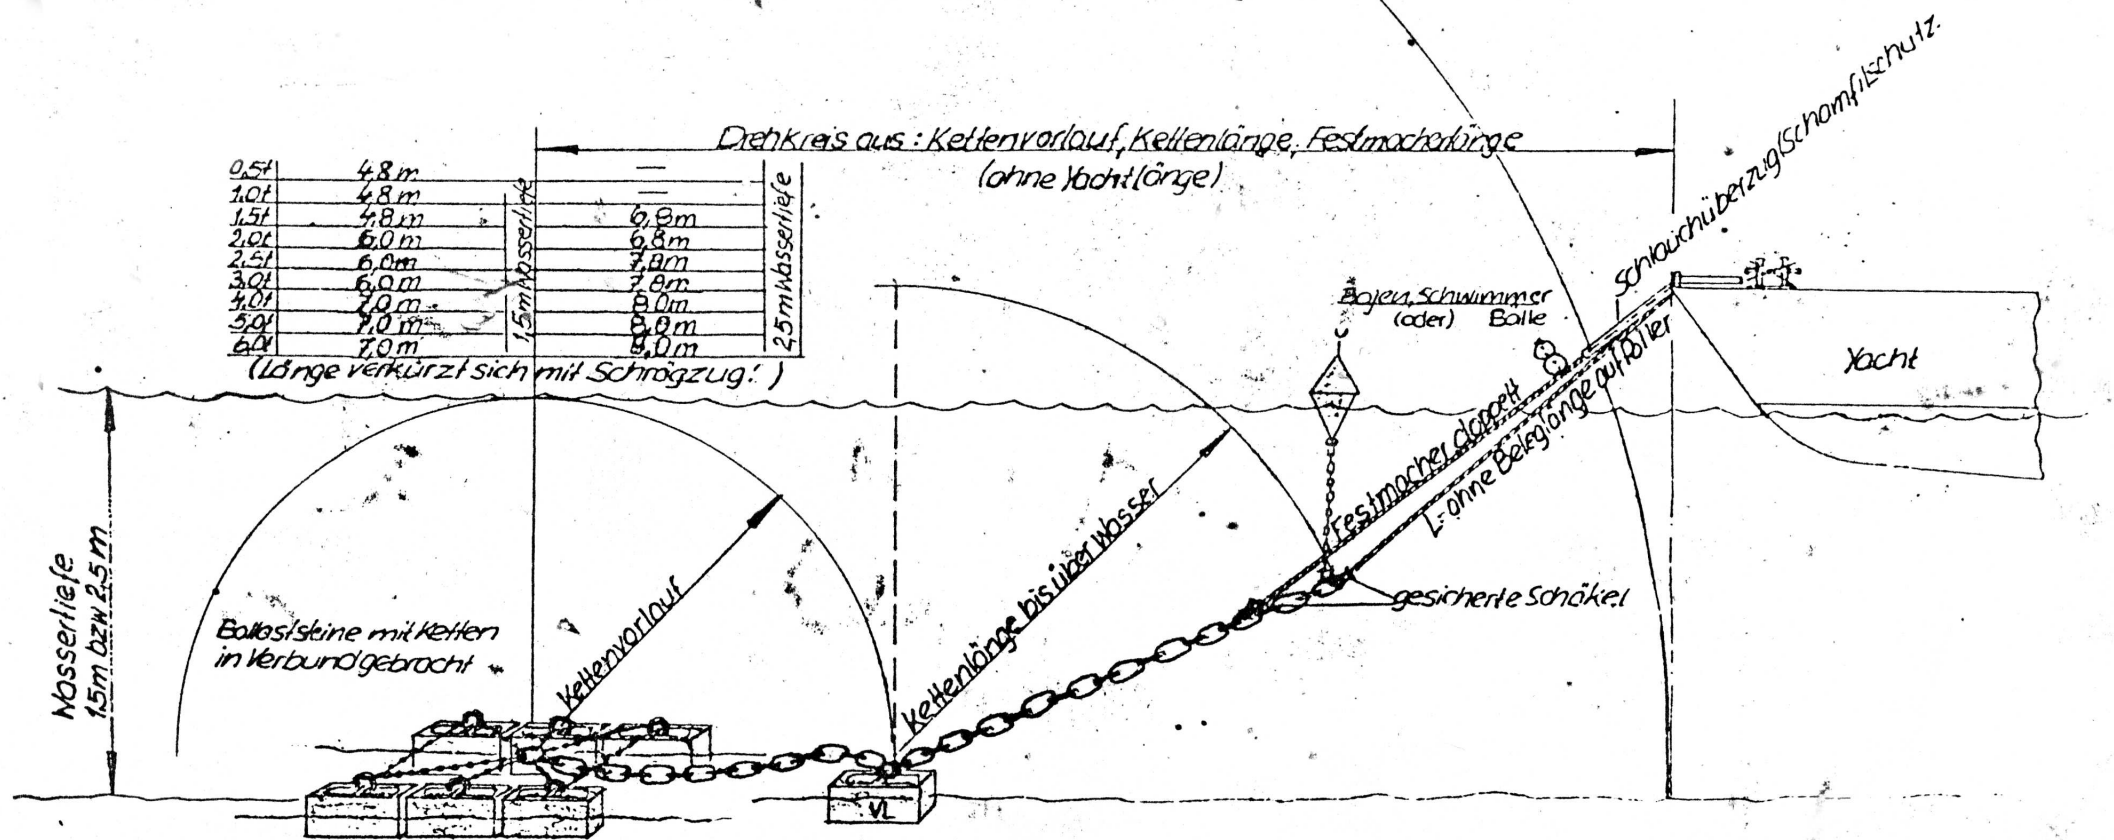 Drehkreis aus: Kettenvorlauf, Kettenlänge, Festmacherlänge
(ohne Yachtlänge)
0,5t 4,8m —
1,0t 4,8m —
1,5t 4,8m 6,8m
2,0t 6,0m 6,8m
2,5t 6,0m 7,8m
3,0t 6,0m 7,8m
4,0t 7,0m 8,0m
5,0t 7,0m 8,0m
6,0t 7,0m 8,0m
1,5m Wassertiefe
2,5m Wassertiefe
(Länge verkürzt sich mit Schrägzug!)
Schlauchüberzug/Schamfilschutz.
Bojen, Schwimmer
(oder) Bälle
Yacht
Festmacher doppelt
L=ohne Beleglänge auf Poller
Wassertiefe
1,5m bzw 2,5m
Ballaststeine mit Ketten
in Verbund gebracht
Kettenvorlauf
Kettenlänge bis über Wasser
gesicherte Schäkel
VL